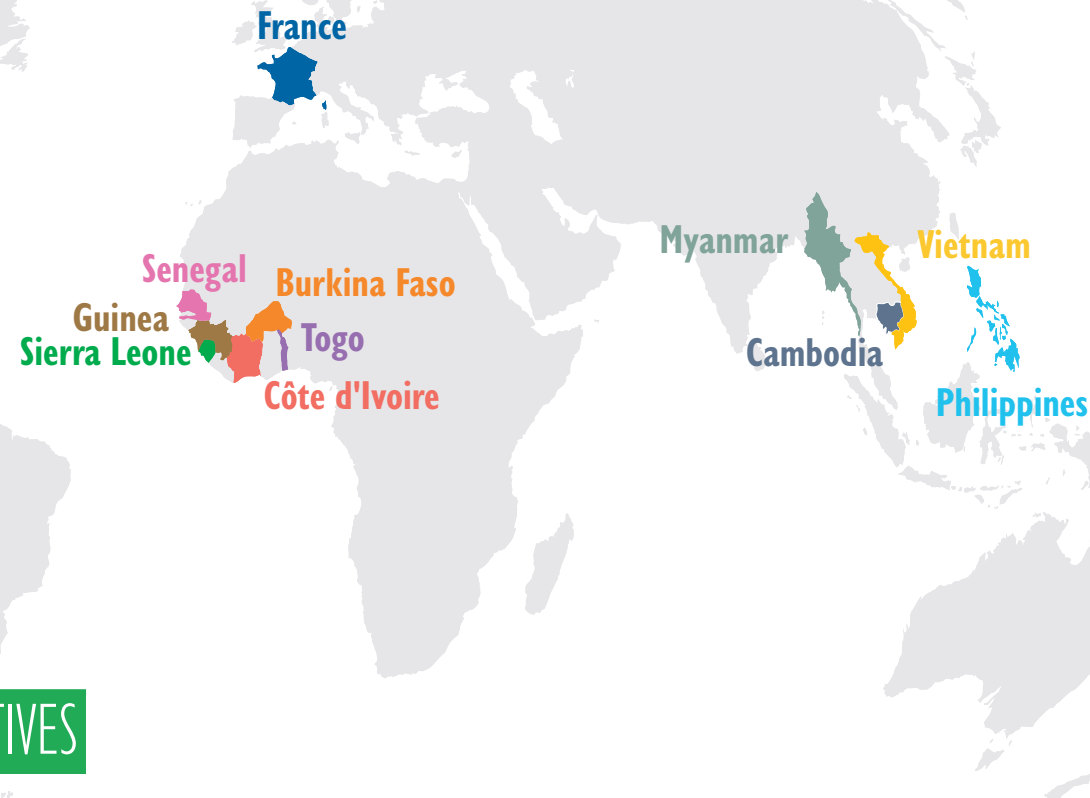 France
Myanmar
Vietnam
Senegal
Burkina Faso
Guinea
Togo
Sierra Leone
Cambodia
Côte d'Ivoire
Philippines
TIVES